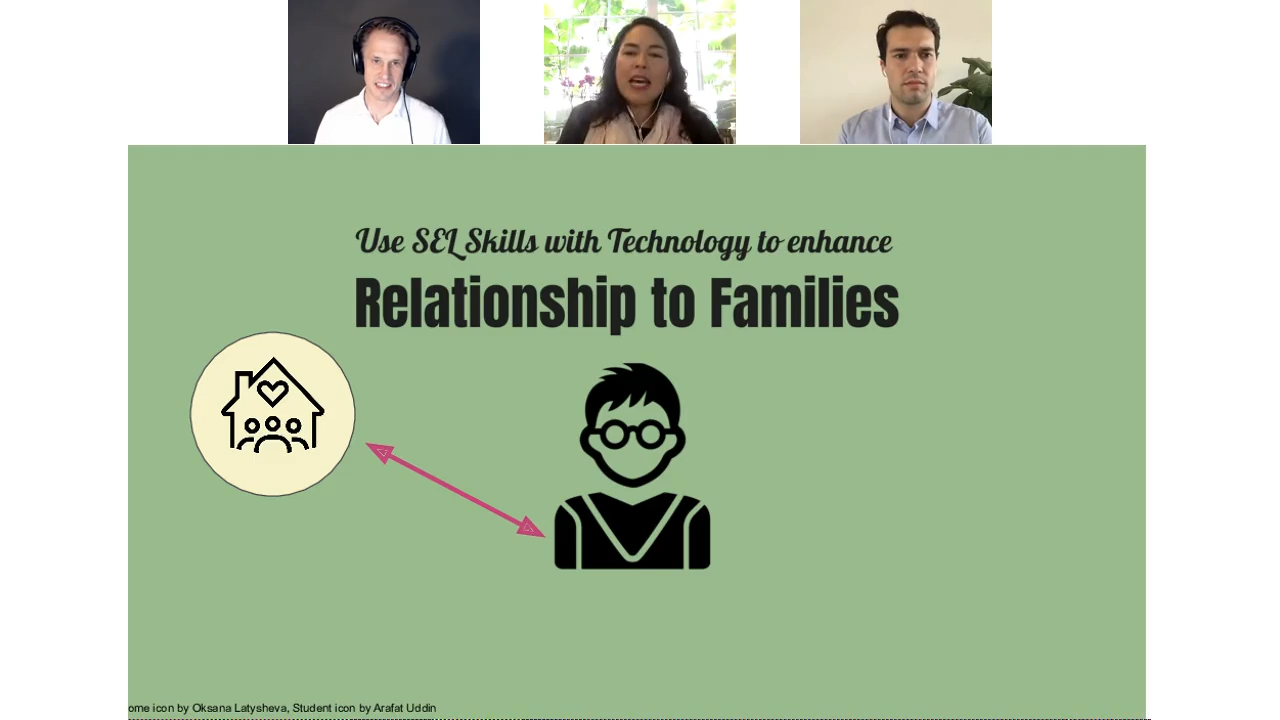 Use SEL Skills with Technology to enhance
Relationship to Families
ome icon by Oksana Latysheva, Student icon by Arafat Uddin